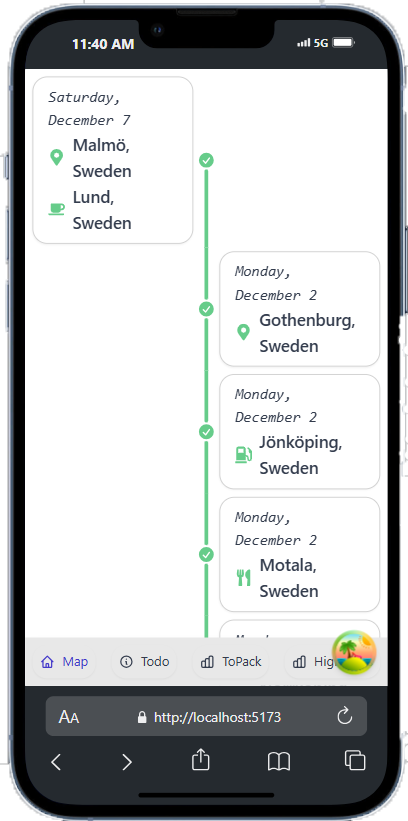 11:40 AM
5G
Saturday,
December 7
Malmö,
Sweden
Lund,
Sweden
Monday,
December 2
Gothenburg,
Sweden
Monday,
December 2
Jönköping,
Sweden
Monday,
December 2
Motala,
Sweden
Map
Todo
ToPack
AA
http://localhost:5173